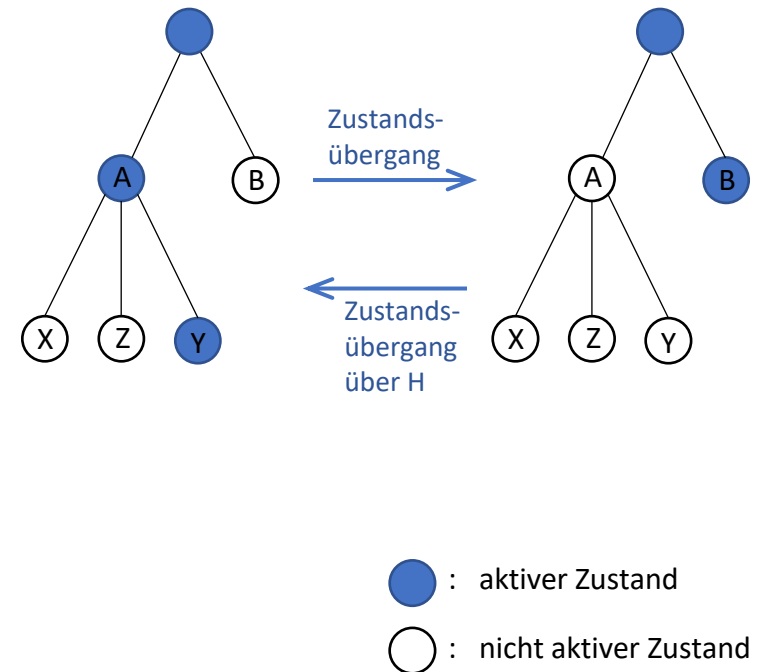 Zustands-
übergang
A
B
A
B
Zustands-
übergang
über H
X
Z
Y
X
Z
Y
: aktiver Zustand
: nicht aktiver Zustand